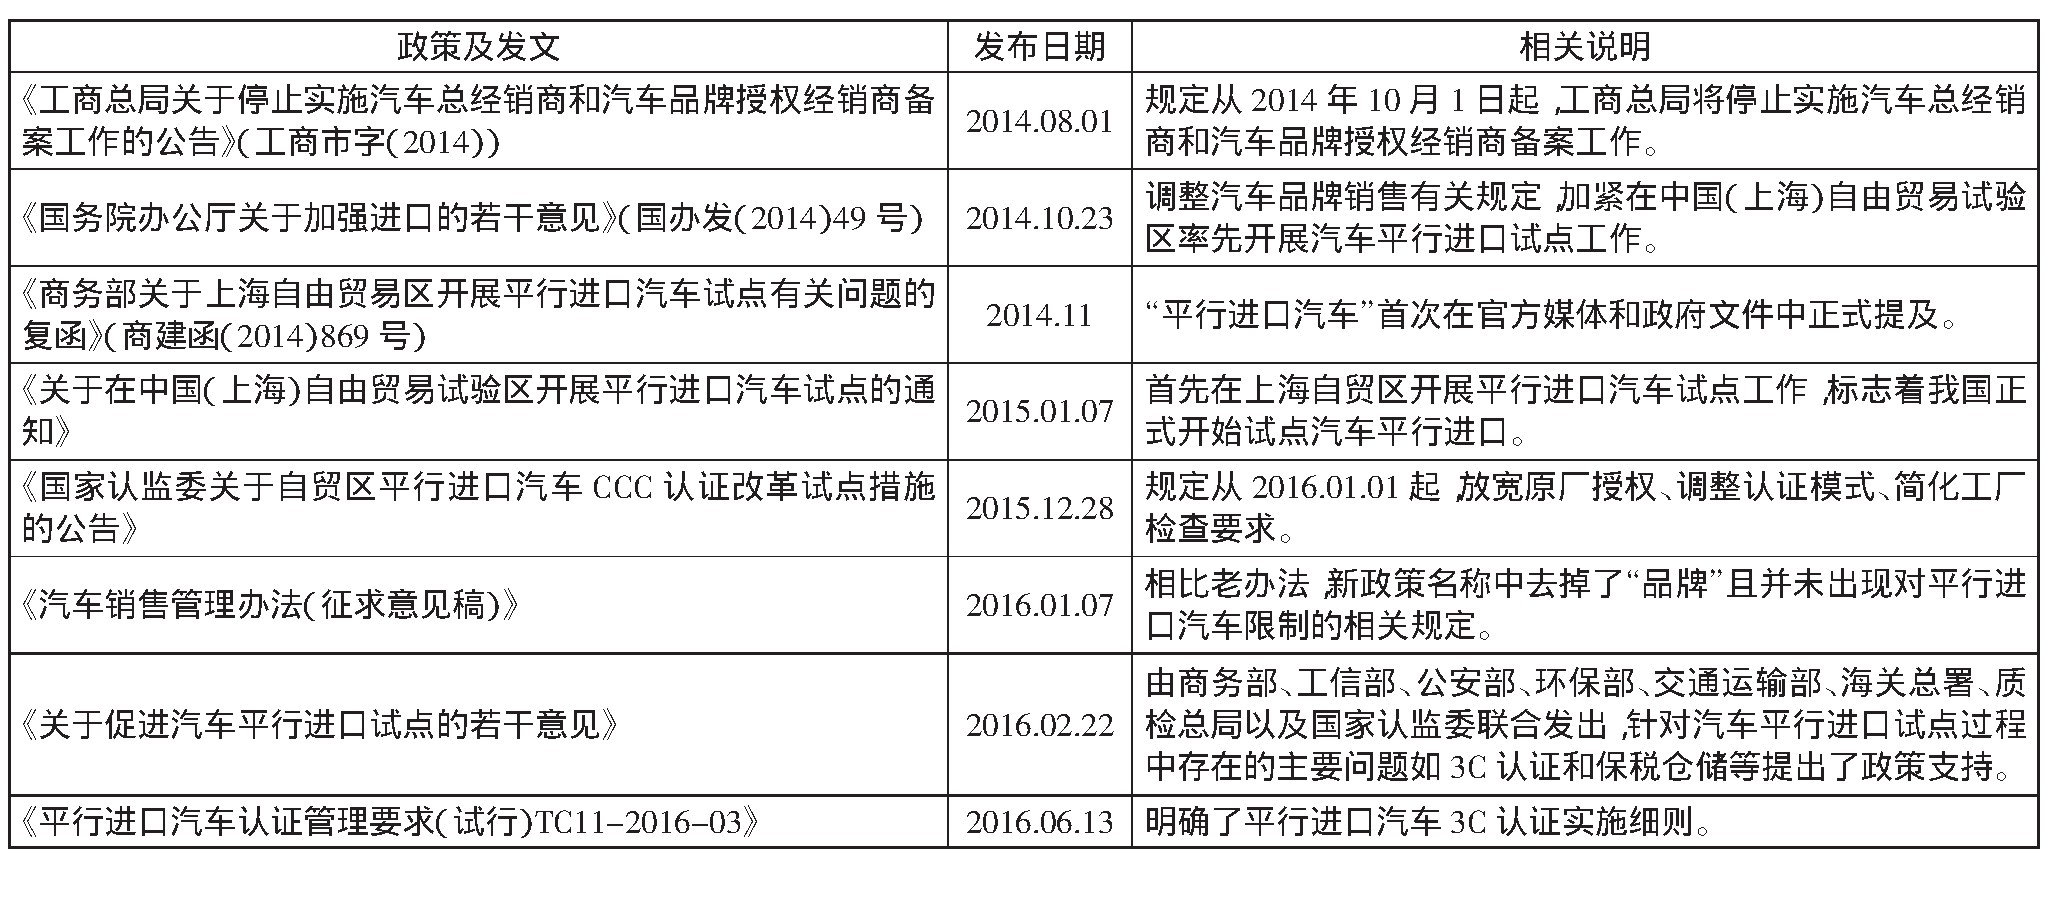 政策及发文
发布日期
相关说明
《工商总局关于停止实施汽车总经销商和汽车品牌授权经销商备
案工作的公告》(工商市字(2014))
2014.08.01
规定从 2014 年 10 月 1 日起,工商总局将停止实施汽车总经销
商和汽车品牌授权经销商备案工作。
《国务院办公厅关于加强进口的若干意见》(国办发(2014)49 号)
2014.10.23
调整汽车品牌销售有关规定,加紧在中国(上海)自由贸易试验
区率先开展汽车平行进口试点工作。
《商务部关于上海自由贸易区开展平行进口汽车试点有关问题的
复函》(商建函(2014)869 号)
2014.11
“平行进口汽车”首次在官方媒体和政府文件中正式提及。
《关于在中国(上海)自由贸易试验区开展平行进口汽车试点的通
知》
2015.01.07
首先在上海自贸区开展平行进口汽车试点工作,标志着我国正
式开始试点汽车平行进口。
《国家认监委关于自贸区平行进口汽车 CCC 认证改革试点措施
的公告》
2015.12.28
规定从 2016.01.01 起,放宽原厂授权、调整认证模式、简化工厂
检查要求。
《汽车销售管理办法(征求意见稿)》
2016.01.07
相比老办法,新政策名称中去掉了“品牌”且并未出现对平行进
口汽车限制的相关规定。
《关于促进汽车平行进口试点的若干意见》
2016.02.22
由商务部、工信部、公安部、环保部、交通运输部、海关总署、质
检总局以及国家认监委联合发出,针对汽车平行进口试点过程
中存在的主要问题如 3C 认证和保税仓储等提出了政策支持。
《平行进口汽车认证管理要求(试行)TC11-2016-03》
2016.06.13
明确了平行进口汽车 3C 认证实施细则。